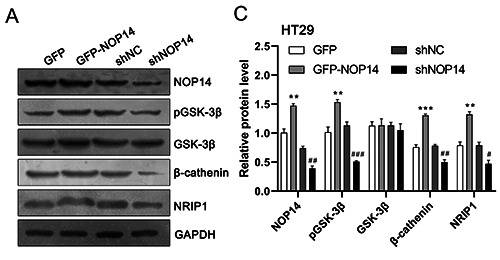 A
GFP
GFP-NOP14
shNC
shNOP14
NOP14
pGSK-3β
GSK-3β
β-cathenin
NRIP1
GAPDH
C
HT29
GFP
shNC
GFP-NOP14
shNOP14
Relative protein level
2.5
2.0
1.5
1.0
0.5
0.0
**
##
**
###
***
##
**
#
NOP14
pGSK-3β
GSK-3β
β-cathenin
NRIP1